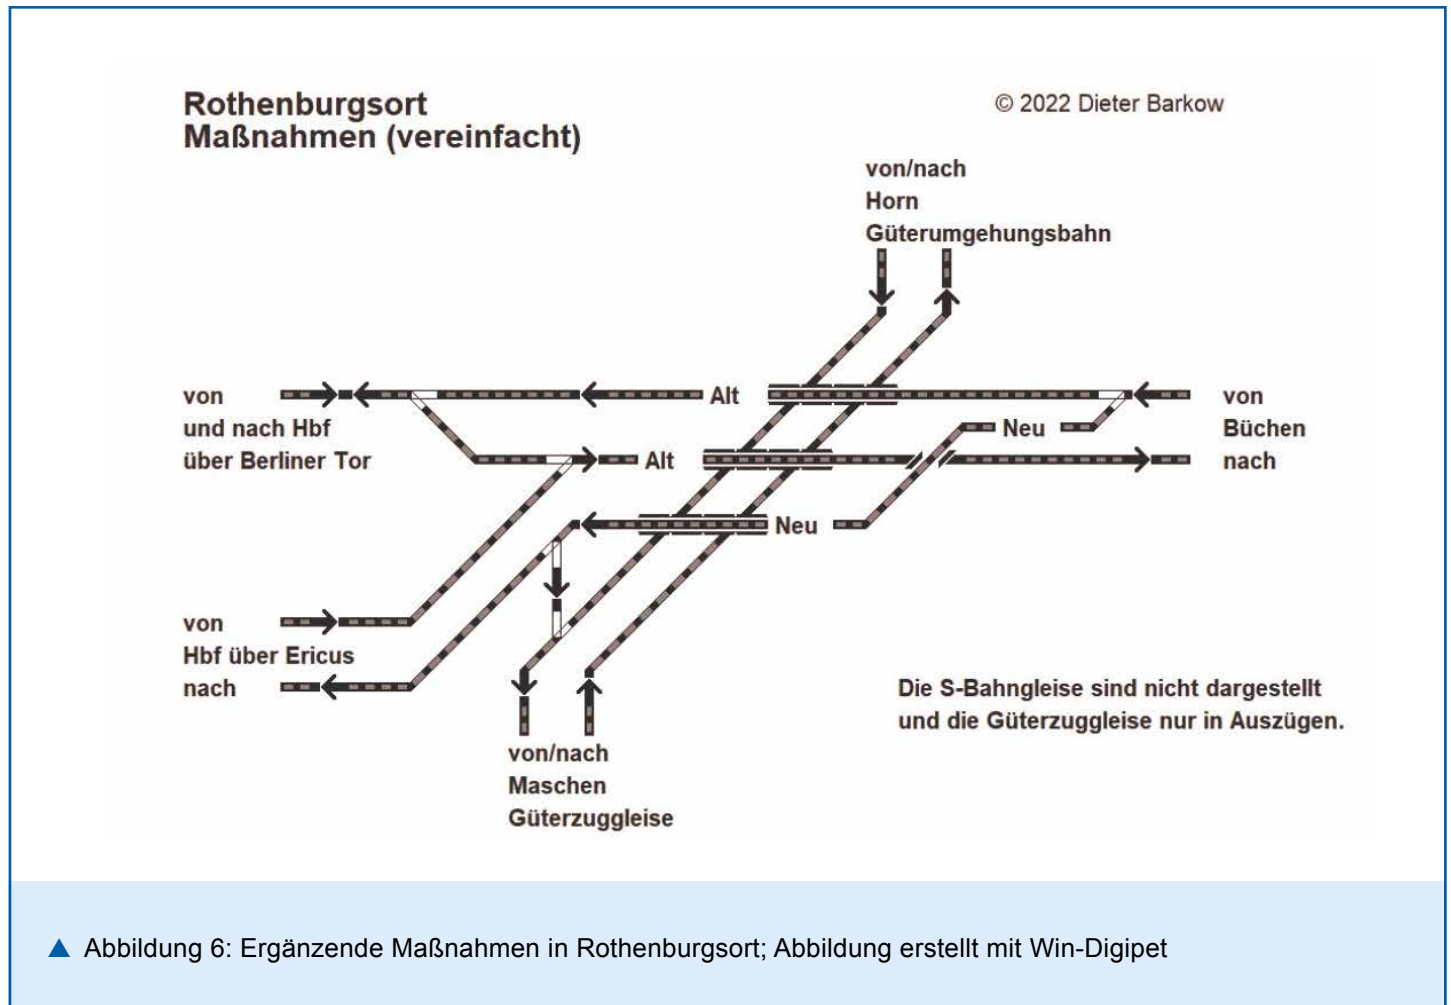 Rothenburgsort
Maßnahmen (vereinfacht)
© 2022 Dieter Barkow
von/nach
Horn
Güterumgehungsbahn
von
und nach Hbf
über Berliner Tor
Alt
von
Büchen
nach
Neu
Alt
Neu
von
Hbf über Ericus
nach
Die S-Bahngleise sind nicht dargestellt
und die Güterzuggleise nur in Auszügen.
von/nach
Maschen
Güterzuggleise
▲ Abbildung 6: Ergänzende Maßnahmen in Rothenburgsort; Abbildung erstellt mit Win-Digipet